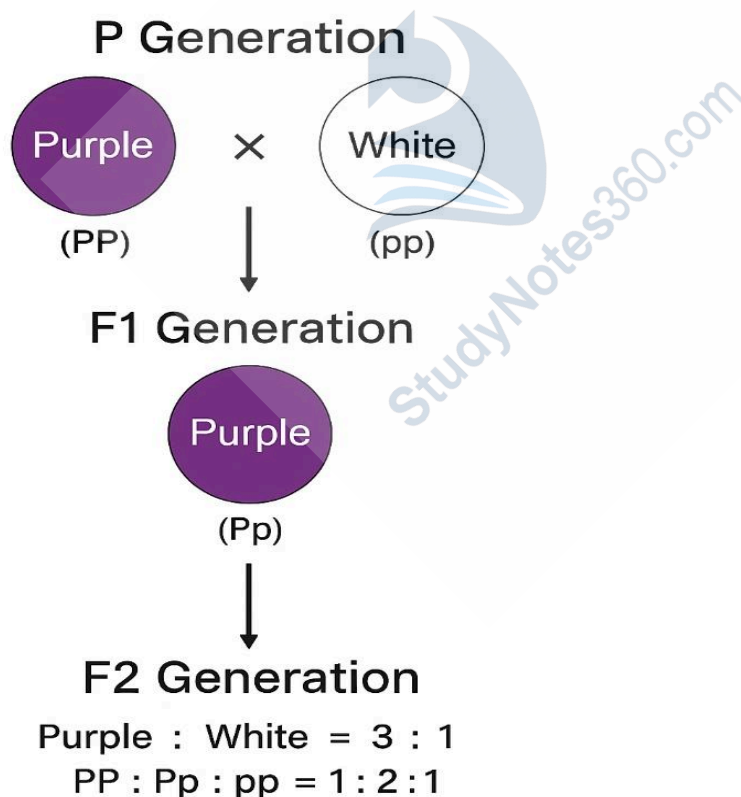 P Generation
Purple × White
(PP) (pp)
StudyNotes360.com
F1 Generation
Purple
(Pp)
F2 Generation
Purple : White = 3 : 1
PP : Pp : pp = 1 : 2 : 1